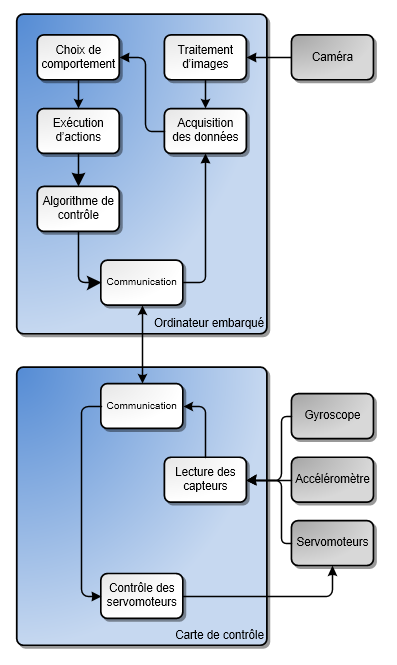 Choix de
comportement
Traitement
d'images
Caméra
Exécution
d'actions
Acquisition
des données
Algorithme de
contrôle
Communication
Ordinateur embarqué
Communication
Gyroscope
Lecture des
capteurs
Accéléromètre
Servomoteurs
Contrôle des
servomoteurs
Carte de contrôle